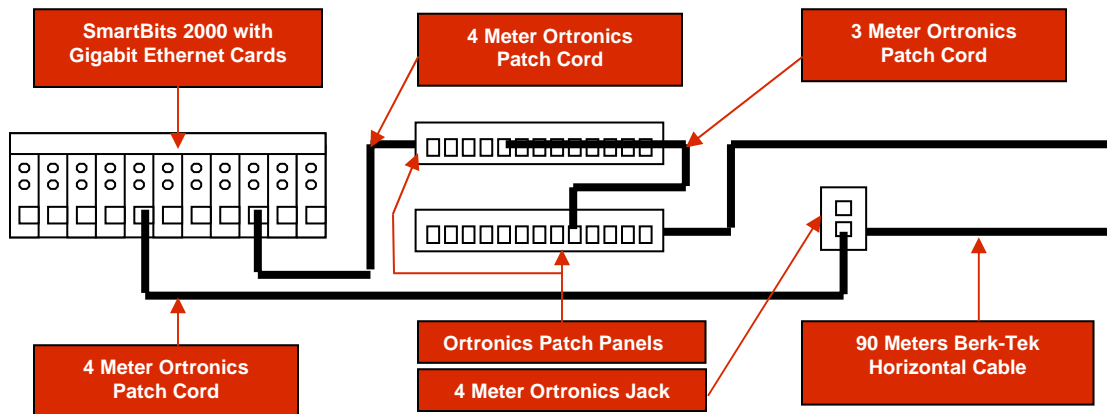 SmartBits 2000 with
Gigabit Ethernet Cards
4 Meter Ortronics
Patch Cord
3 Meter Ortronics
Patch Cord
4 Meter Ortronics
Patch Cord
Ortronics Patch Panels
4 Meter Ortronics Jack
90 Meters Berk-Tek
Horizontal Cable